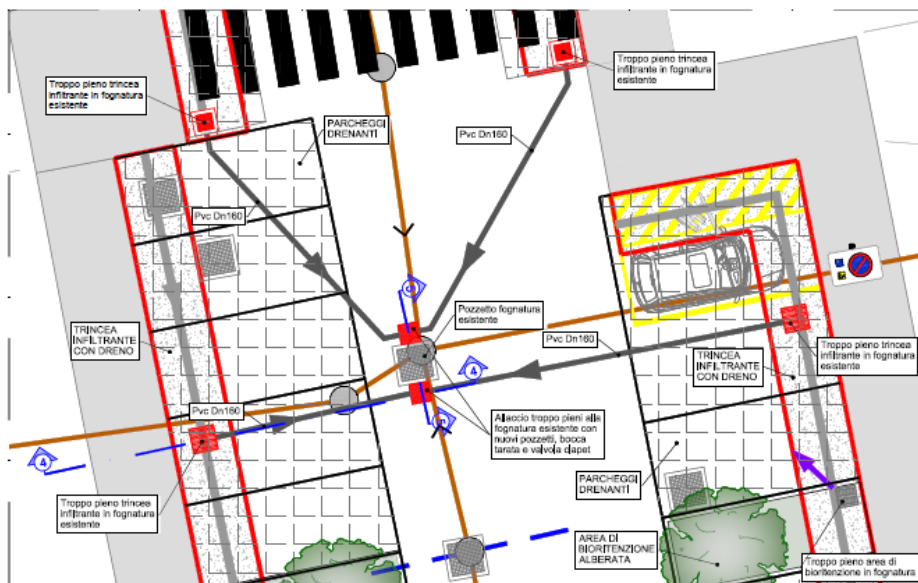 Troppo pieno trincea
infiltrante in fognatura
esistente
Troppo pieno trincea
infiltrante in fognatura
esistente
PARCHEGGI
DRENANTI
Pvc Dn160
Pvc Dn160
Pozzetto fognatura
esistente
TRINCEA
INFILTRANTE
CON DRENO
Pvc Dn160
TRINCEA
INFILTRANTE
CON DRENO
Troppo pieno trincea
infiltrante in fognatura
esistente
Pvc Dn160
4
4
Allaccio troppo pieni alla
fognatura esistente con
nuovi pozzetti, bocca
tarata e valvola clapet
Troppo pieno trincea
infiltrante in fognatura
esistente
PARCHEGGI
DRENANTI
AREA DI
BIORITENZIONE
ALBERATA
Troppo pieno area di
bioritenzione in fognatura